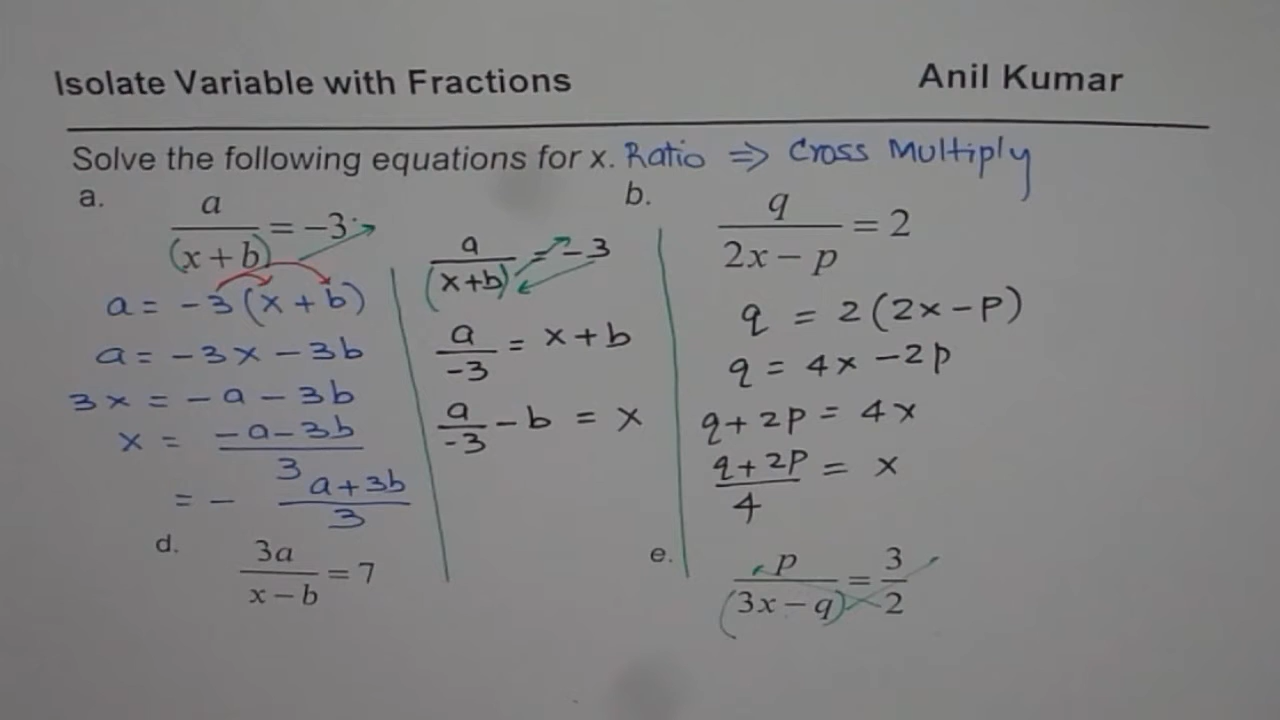 Isolate Variable with Fractions
Anil Kumar
Solve the following equations for x. Ratio ⇒ Cross Multiply
a.
a/(x + b) = −3
a = −3(x + b)
a = −3x − 3b
3x = −a − 3b
x = (−a − 3b)/3
= − (a + 3b)/3
a/(x+b) = −3
a/−3 = x + b
a/−3 − b = x
b.
q/(2x − p) = 2
q = 2(2x − p)
q = 4x − 2p
q + 2p = 4x
(q + 2p)/4 = x
d.
3a/(x − b) = 7
e.
p/(3x − q) = 3/2